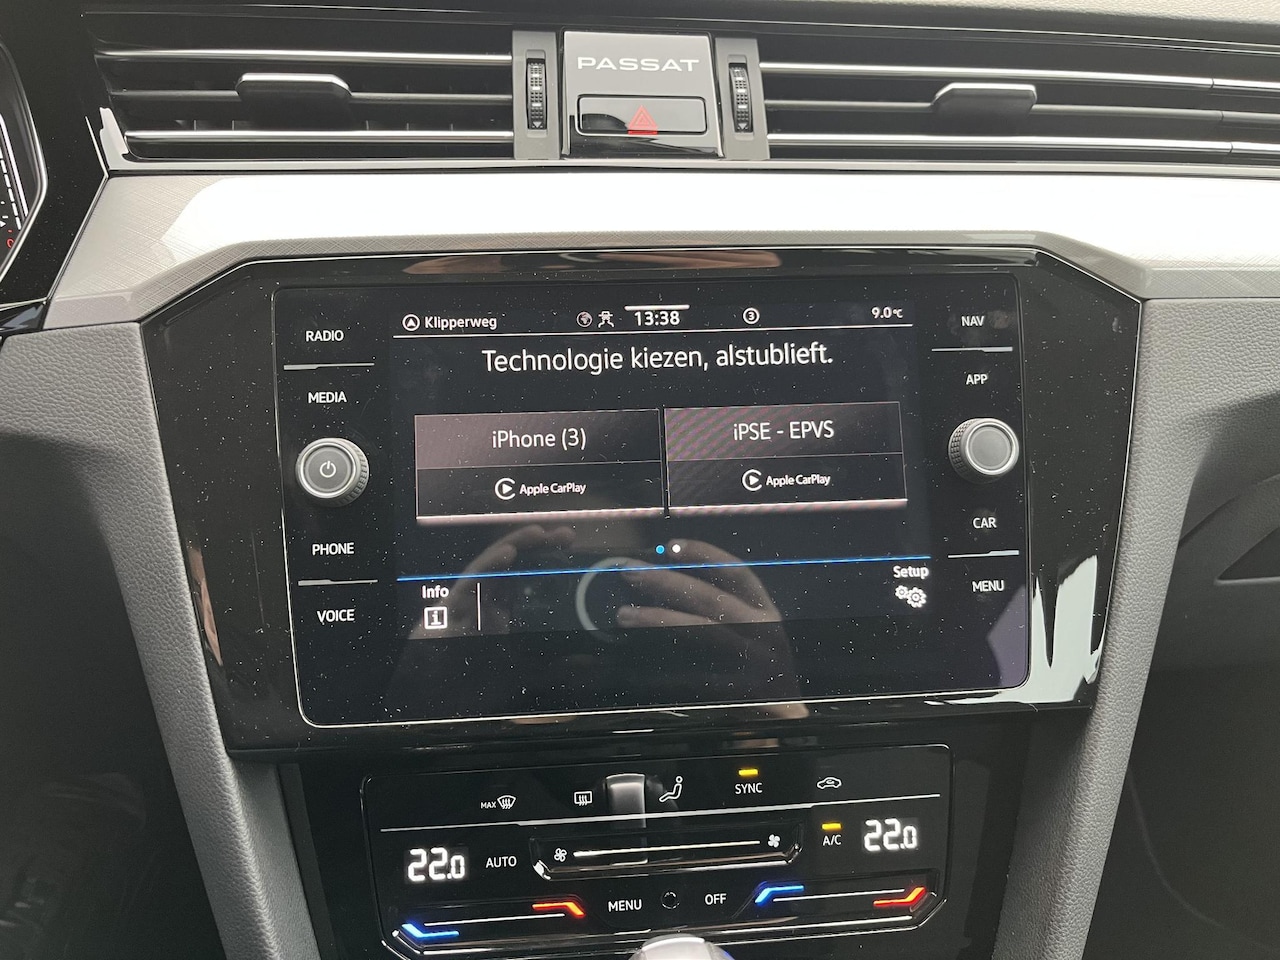 PASSAT
RADIO
MEDIA
PHONE
VOICE
Klipperweg
13:38
3
9.0°C
Technologie kiezen, alstublieft.
iPhone (3)
Apple CarPlay
iPSE - EPVS
Apple CarPlay
Info
i
Setup
NAV
APP
CAR
MENU
MAX
SYNC
22.0
AUTO
A/C
22.0
MENU
OFF